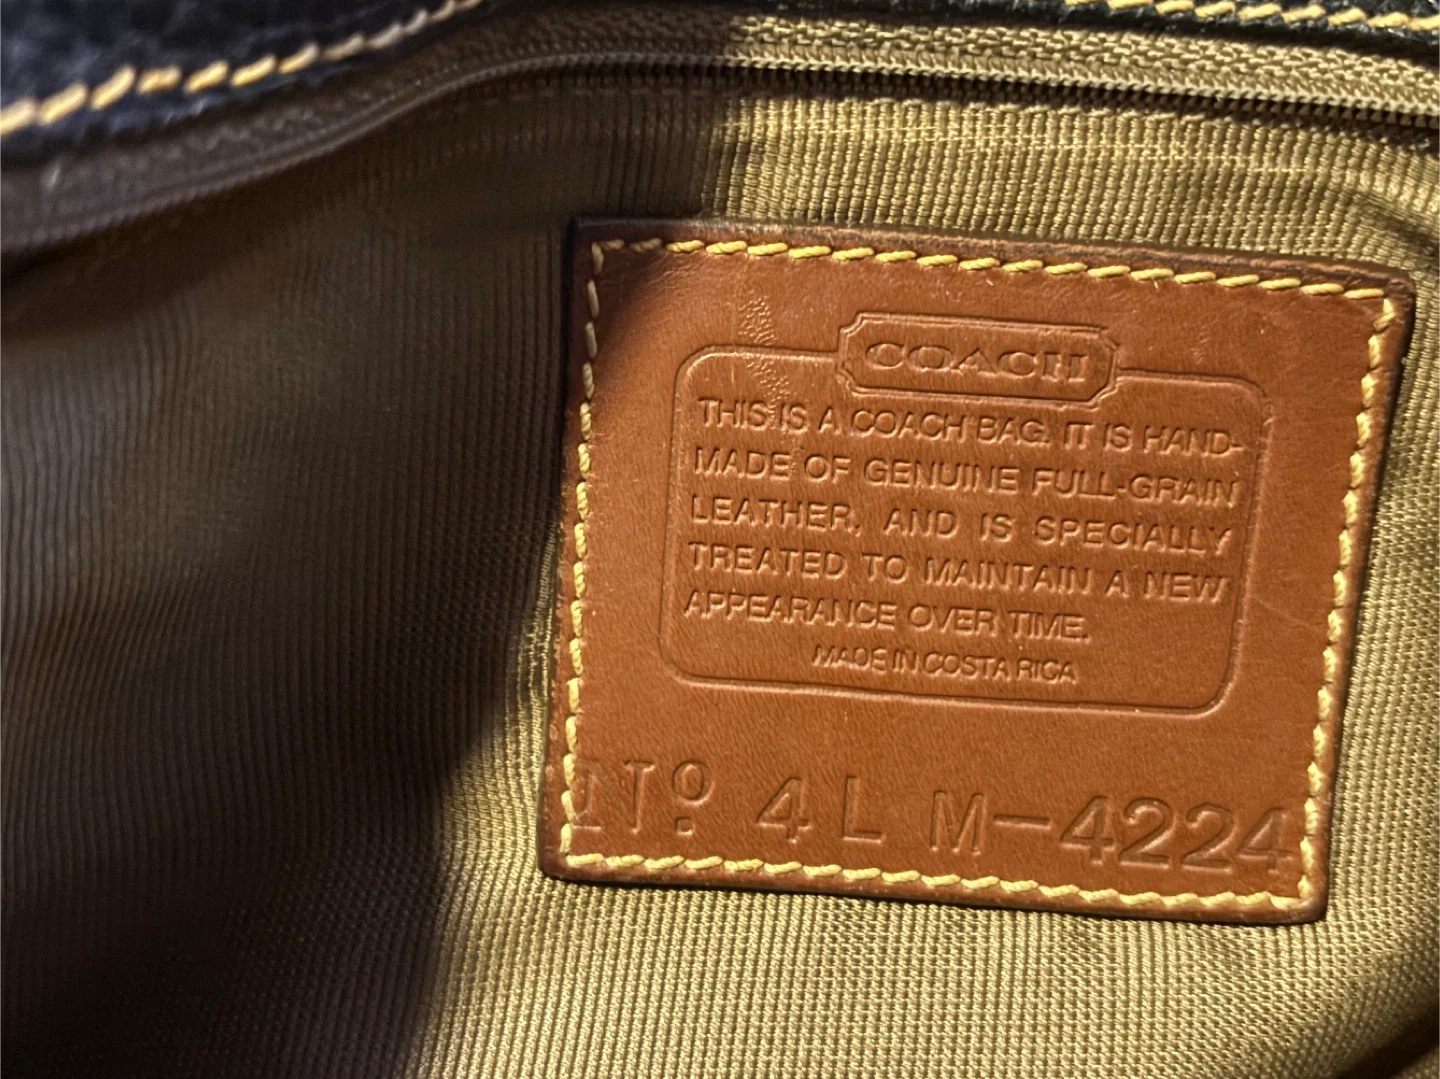 COACH
THIS IS A COACH BAG. IT IS HAND-
MADE OF GENUINE FULL-GRAIN
LEATHER, AND IS SPECIALLY
TREATED TO MAINTAIN A NEW
APPEARANCE OVER TIME.
MADE IN COSTA RICA
Nº 4LM-4224